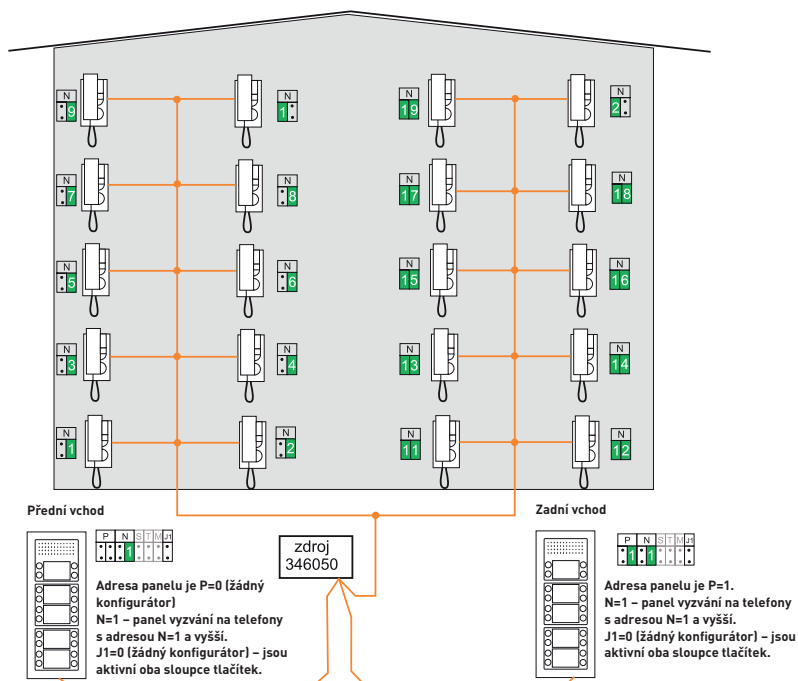 N
9
N
1
N
19
N
2
N
7
N
8
N
17
N
18
N
5
N
6
N
15
N
16
N
3
N
4
N
13
N
14
N
1
N
2
N
11
N
12
Přední vchod
P N S T M J1
1
Adresa panelu je P=0 (žádný
konfigurátor)
N=1 – panel vyzvání na telefony
s adresou N=1 a vyšší.
J1=0 (žádný konfigurátor) – jsou
aktivní oba sloupce tlačítek.
zdroj
346050
Zadní vchod
P N S T M J1
1 1
Adresa panelu je P=1.
N=1 – panel vyzvání na telefony
s adresou N=1 a vyšší.
J1=0 (žádný konfigurátor) – jsou
aktivní oba sloupce tlačítek.